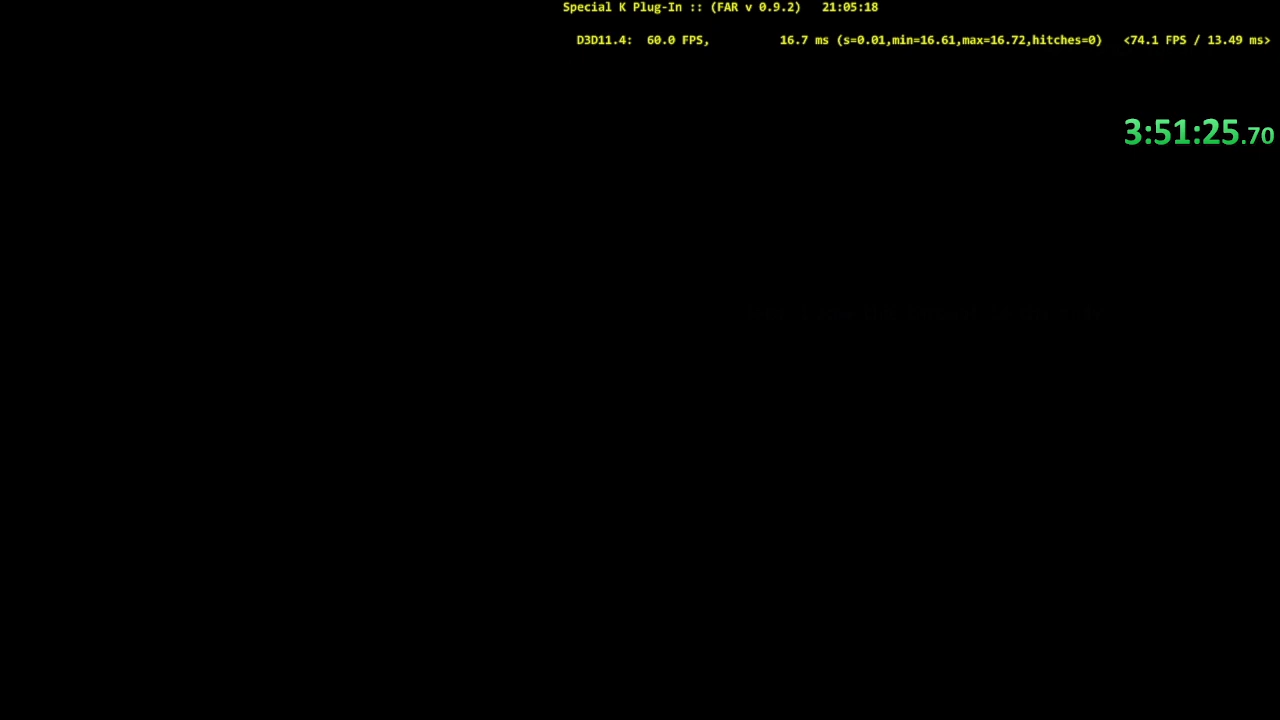 Special K Plug-In :: (FAR v 0.9.2) 21:05:18
D3D11.4: 60.0 FPS, 16.7 ms (s=0.01,min=16.61,max=16.72,hitches=0) <74.1 FPS / 13.49 ms>
3:51:25.70